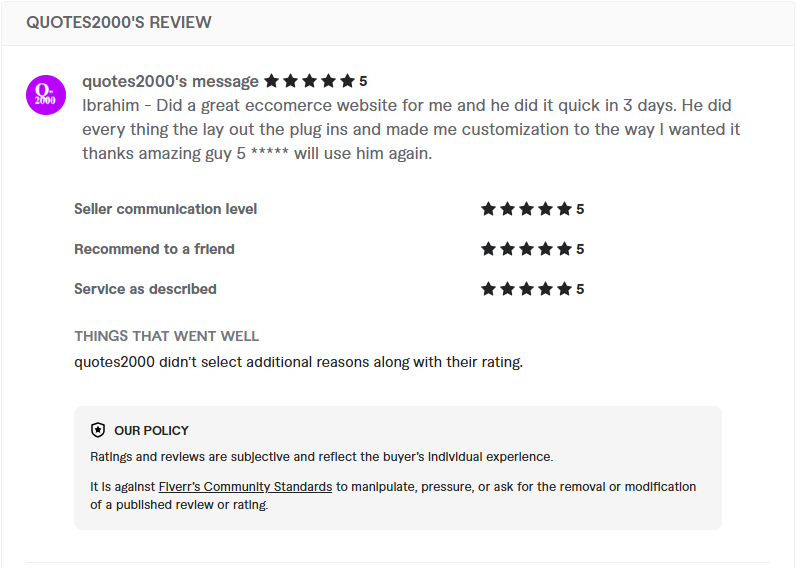 QUOTES2000'S REVIEW
Q-
2000
quotes2000's message ★★★★★ 5
Ibrahim - Did a great eccomerce website for me and he did it quick in 3 days. He did
every thing the lay out the plug ins and made me customization to the way I wanted it
thanks amazing guy 5 ***** will use him again.
Seller communication level ★★★★★ 5
Recommend to a friend ★★★★★ 5
Service as described ★★★★★ 5
THINGS THAT WENT WELL
quotes2000 didn't select additional reasons along with their rating.
OUR POLICY
Ratings and reviews are subjective and reflect the buyer's individual experience.
It is against Fiverr's Community Standards to manipulate, pressure, or ask for the removal or modification
of a published review or rating.